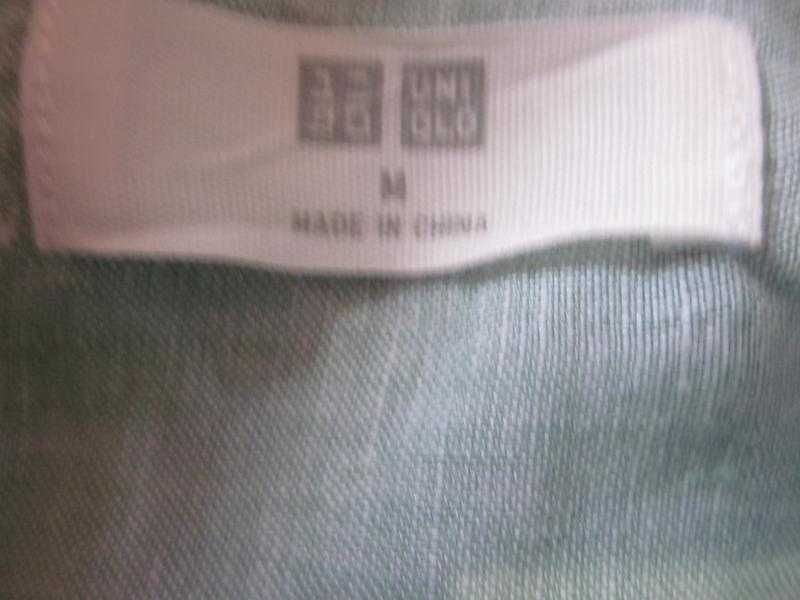 ユニ UNI
クロ QLO
M
MADE IN CHINA